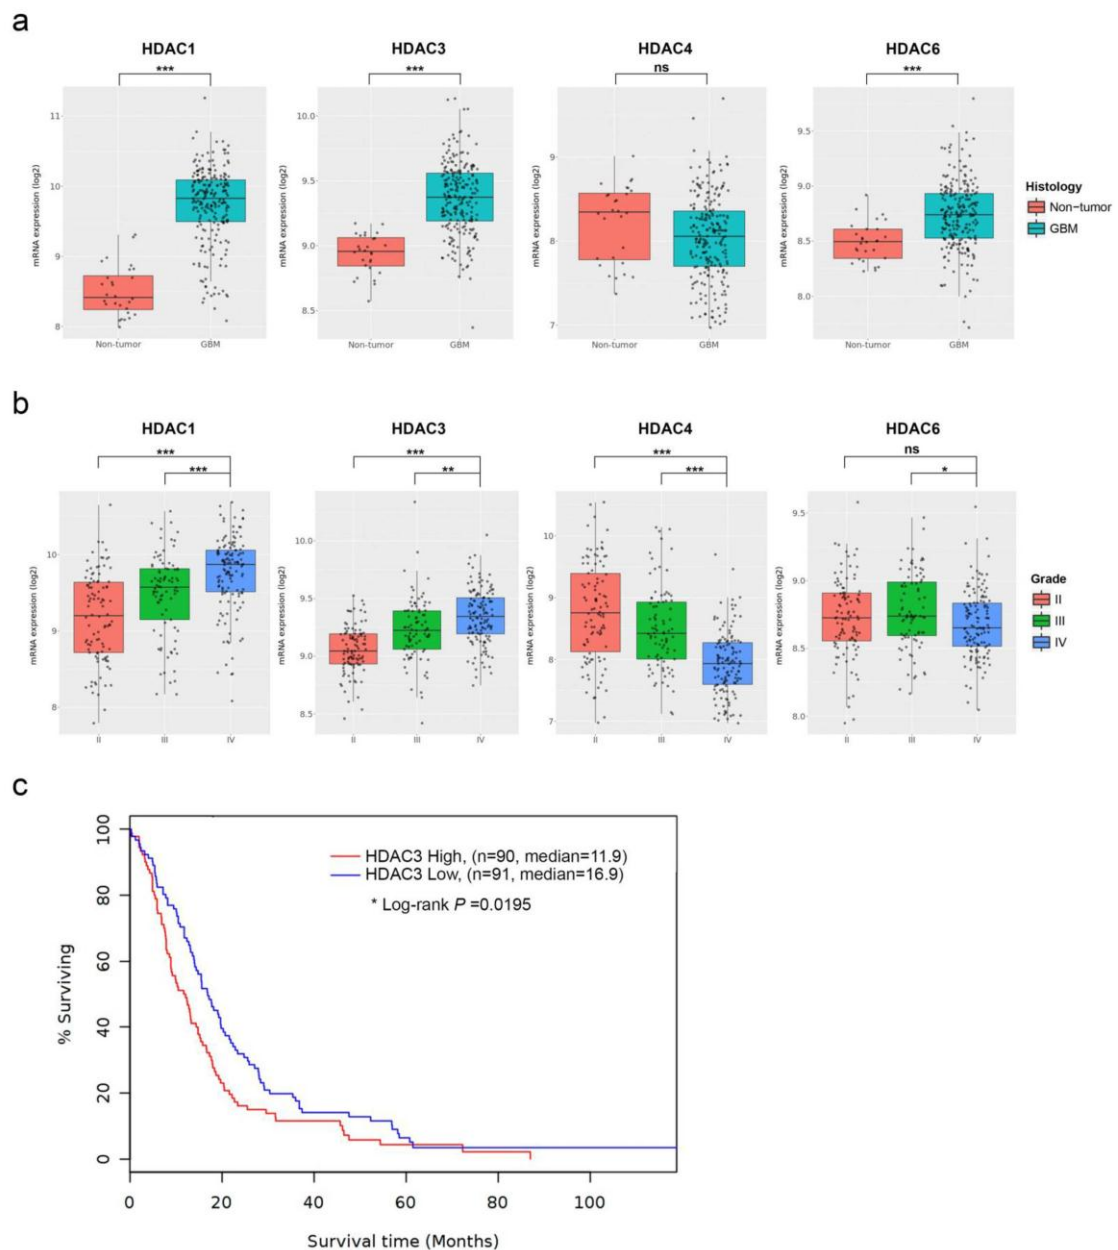 a
HDAC1
HDAC3
HDAC4
HDAC6
***
***
ns
***
mRNA expression (log2)
11
10
9
8
Non-tumor
GBM
mRNA expression (log2)
10.0
9.5
9.0
8.5
Non-tumor
GBM
mRNA expression (log2)
9
8
7
Non-tumor
GBM
mRNA expression (log2)
9.5
9.0
8.5
8.0
Non-tumor
GBM
Histology
Non-tumor
GBM
b
HDAC1
HDAC3
HDAC4
HDAC6
***
***
***
**
***
***
ns
*
mRNA expression (log2)
10
9
8
II
III
IV
mRNA expression (log2)
10.0
9.5
9.0
8.5
II
III
IV
mRNA expression (log2)
10
9
8
7
II
III
IV
mRNA expression (log2)
9.5
9.0
8.5
8.0
II
III
IV
Grade
II
III
IV
c
% Surviving
100
80
60
40
20
0
HDAC3 High, (n=90, median=11.9)
HDAC3 Low, (n=91, median=16.9)
* Log-rank P =0.0195
0 20 40 60 80 100
Survival time (Months)